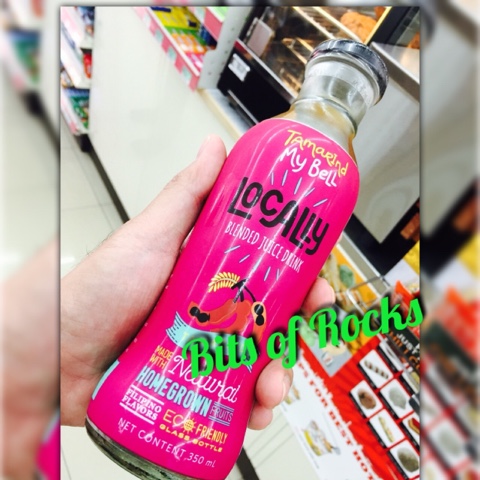 Tamarind
My Bell
LOCALLY
BLENDED JUICE DRINK
MADE
WITH
Natural
HOMEGROWN
FRUITS
FILIPINO
FLAVORS
ECO FRIENDLY
GLASS BOTTLE
NET CONTENT, 350 mL
Bits of Rocks